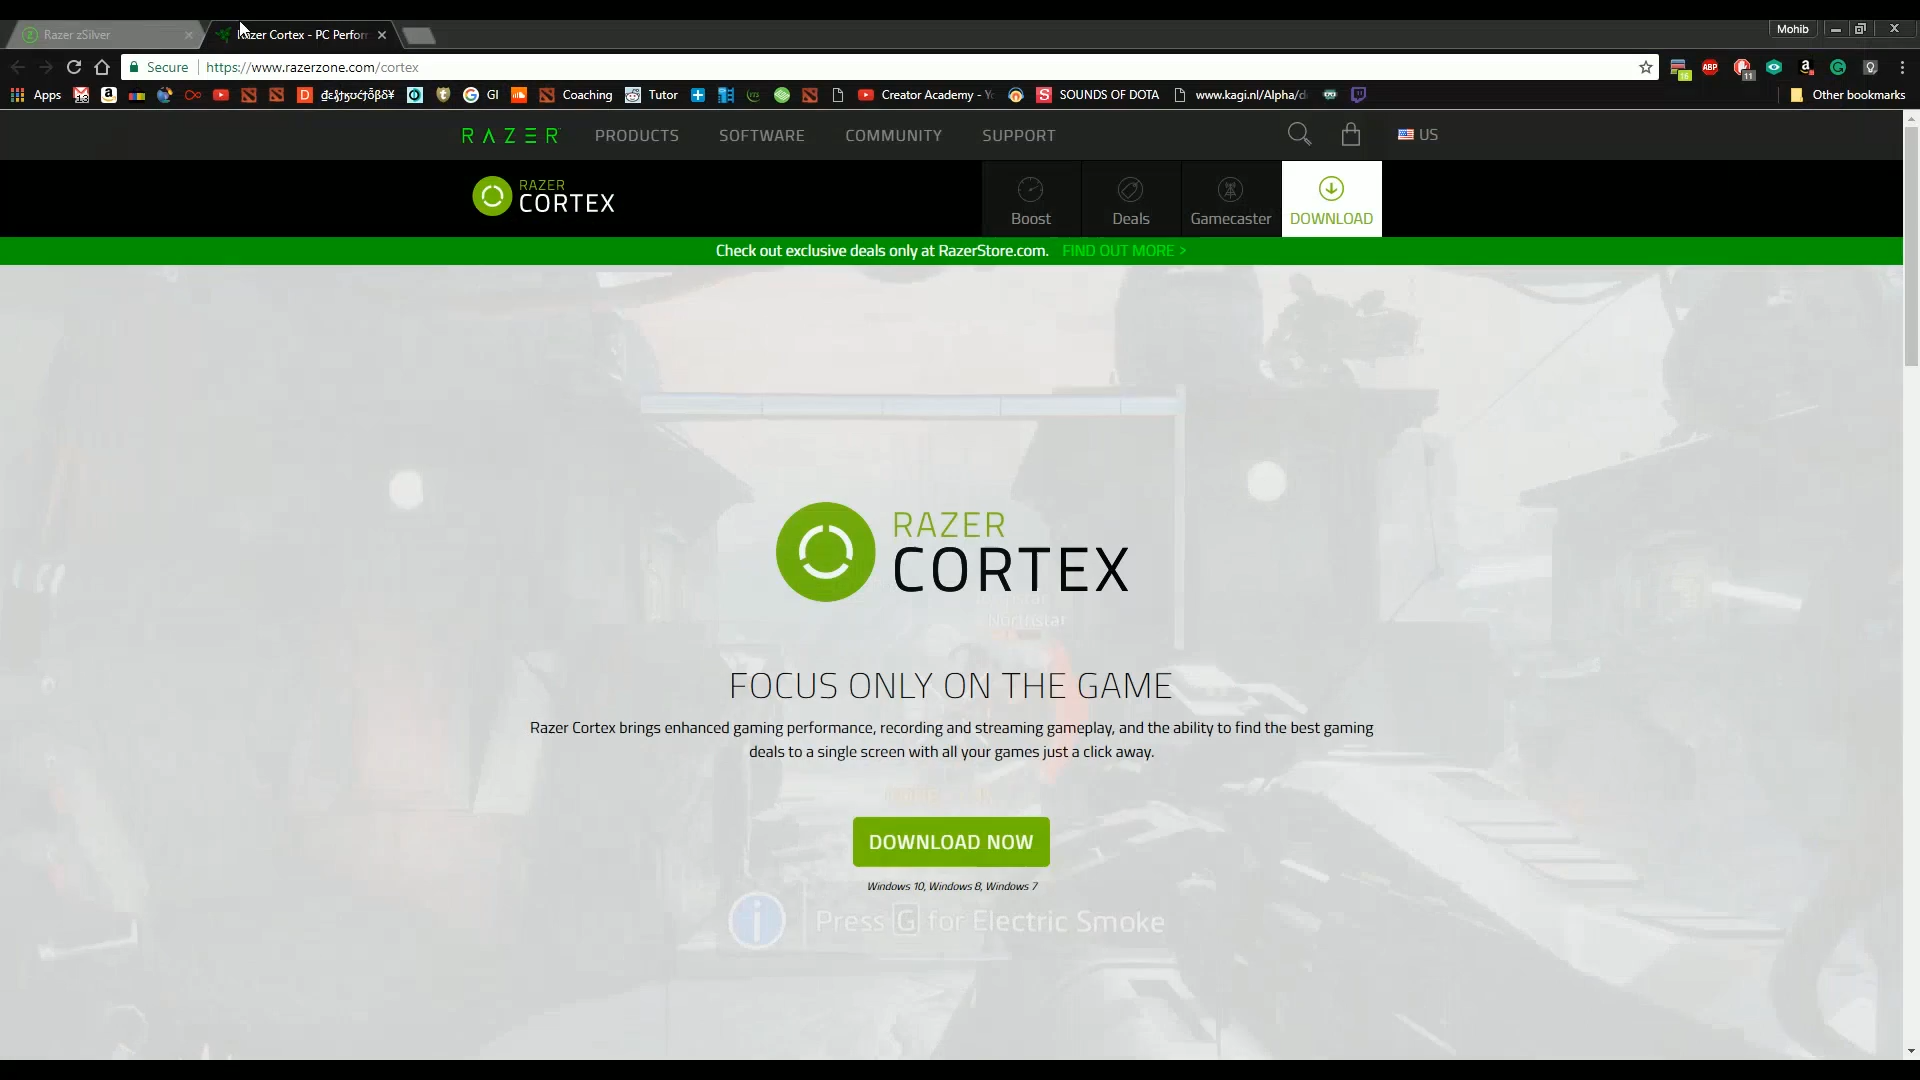 Razer zSilver
Razer Cortex - PC Perfor
Mohib
Secure
https://www.razerzone.com/cortex
16
ABP
11
Apps
GI
Coaching
Tutor
Creator Academy - Y
SOUNDS OF DOTA
www.kagi.nl/Alpha/d
Other bookmarks
RAZER
PRODUCTS
SOFTWARE
COMMUNITY
SUPPORT
US
RAZER
CORTEX
Boost
Deals
Gamecaster
DOWNLOAD
Check out exclusive deals only at RazerStore.com. FIND OUT MORE >
RAZER
CORTEX
Northstar
FOCUS ONLY ON THE GAME
Razer Cortex brings enhanced gaming performance, recording and streaming gameplay, and the ability to find the best gaming
deals to a single screen with all your games just a click away.
DOWNLOAD NOW
Windows 10, Windows 8, Windows 7
Press G for Electric Smoke